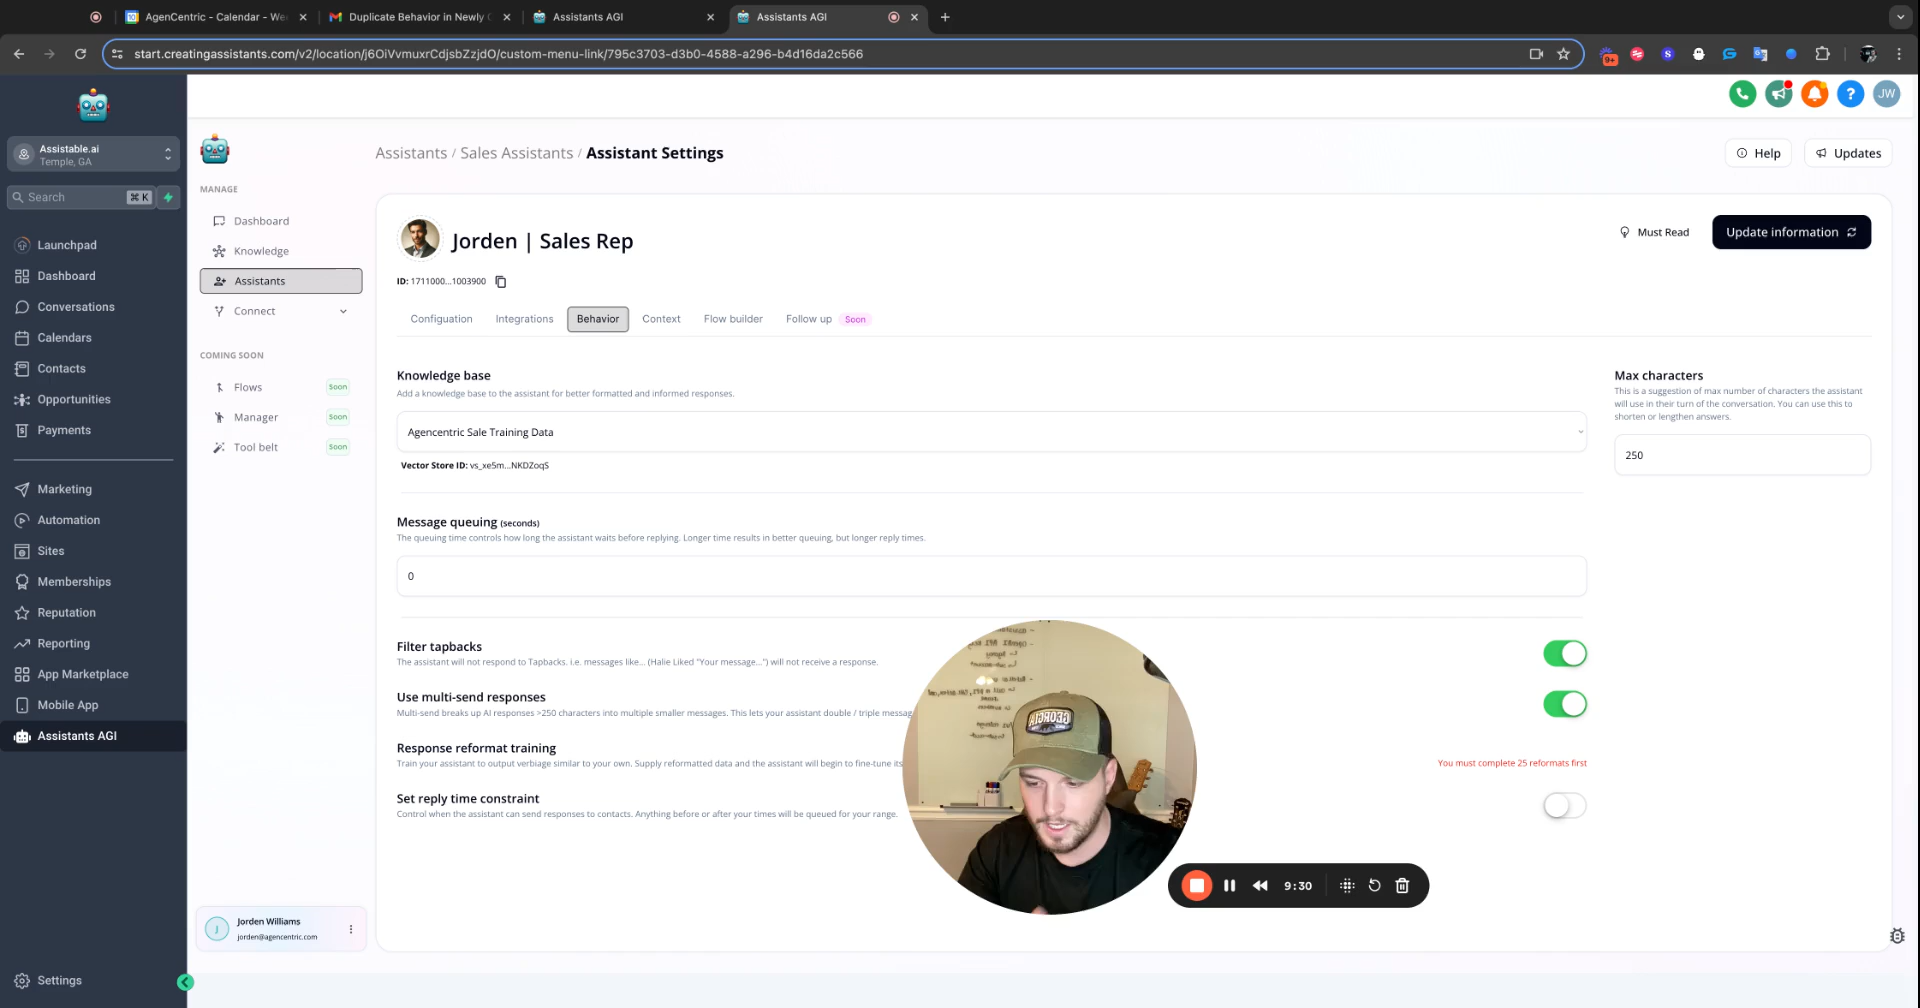 AgenCentric - Calendar - We
Duplicate Behavior in Newly C
Assistants AGI
Assistants AGI
start.creatingassistants.com/v2/location/j6OiVvmuxrCdjsbZzjdO/custom-menu-link/795c3703-d3b0-4588-a296-b4d16da2c566
9+
Assistable.ai
Temple, GA
Search
⌘ K
Launchpad
Dashboard
Conversations
Calendars
Contacts
Opportunities
Payments
Marketing
Automation
Sites
Memberships
Reputation
Reporting
App Marketplace
Mobile App
Assistants AGI
Settings
JW
MANAGE
Dashboard
Knowledge
Assistants
Connect
COMING SOON
Flows Soon
Manager Soon
Tool belt Soon
J
Jorden Williams
jorden@agencentric.com
Assistants / Sales Assistants / Assistant Settings
Help
Updates
Jorden | Sales Rep
Must Read
Update information
ID: 1711000...1003900
Configuation
Integrations
Behavior
Context
Flow builder
Follow up Soon
Knowledge base
Add a knowledge base to the assistant for better formatted and informed responses.
Agencentric Sale Training Data
Vector Store ID: vs_xe5m...NKDZoqS
Max characters
This is a suggestion of max number of characters the assistant
will use in their turn of the conversation. You can use this to
shorten or lengthen answers.
250
Message queuing (seconds)
The queuing time controls how long the assistant waits before replying. Longer time results in better queuing, but longer reply times.
0
Filter tapbacks
The assistant will not respond to Tapbacks. i.e. messages like... (Halie Liked "Your message...") will not receive a response.
Use multi-send responses
Multi-send breaks up AI responses >250 characters into multiple smaller messages. This lets your assistant double / triple messag
Response reformat training
Train your assistant to output verbiage similar to your own. Supply reformatted data and the assistant will begin to fine-tune its
You must complete 25 reformats first
Set reply time constraint
Control when the assistant can send responses to contacts. Anything before or after your times will be queued for your range.
GEORGIA
9:30